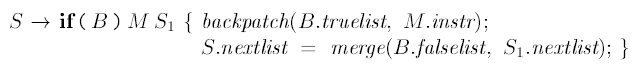 S → if ( B ) M S₁ { backpatch(B.truelist, M.instr);
S.nextlist = merge(B.falselist, S₁.nextlist); }